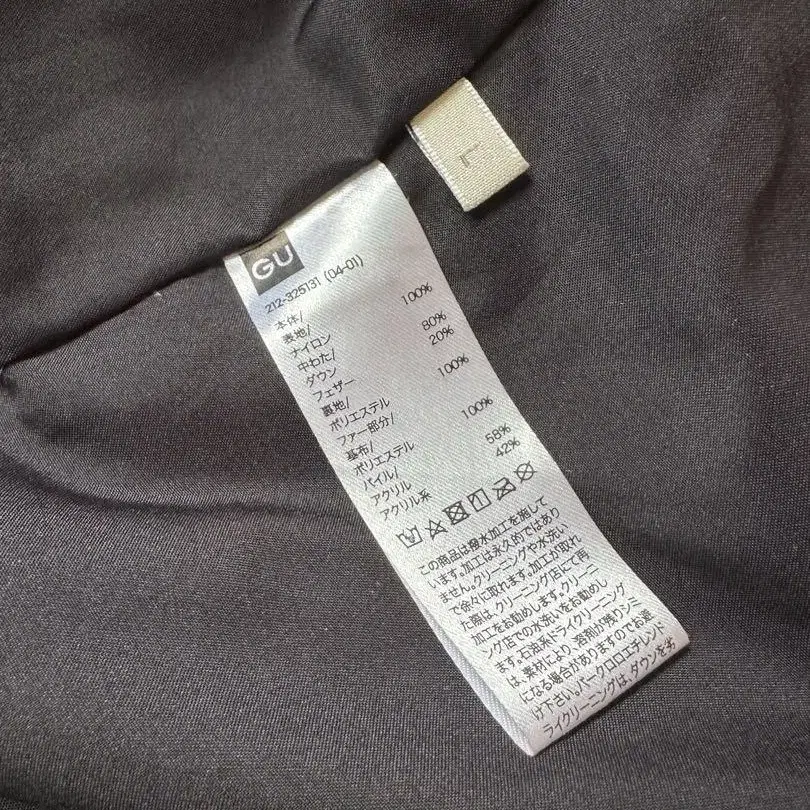 L
GU
212-325131 (04-01)
本体/
表地/
ナイロン 100%
中わた/
ダウン 80%
フェザー 20%
裏地/
ポリエステル 100%
ファー部分/
基布/
ポリエステル 100%
パイル/
アクリル 58%
アクリル系 42%
この商品は撥水加工を施して
います。加工は永久的ではあり
ません。クリーニングや水洗い
で徐々に取れます。加工が取れ
た際は、クリーニング店にて再
加工をお勧めします。クリーニ
ング店での水洗いをお勧めし
ます。石油系ドライクリーニング
は、素材により、溶剤が残りシミ
になる場合がありますのでお避
け下さい。パークロロエチレンド
ライクリーニングは、ダウンを劣